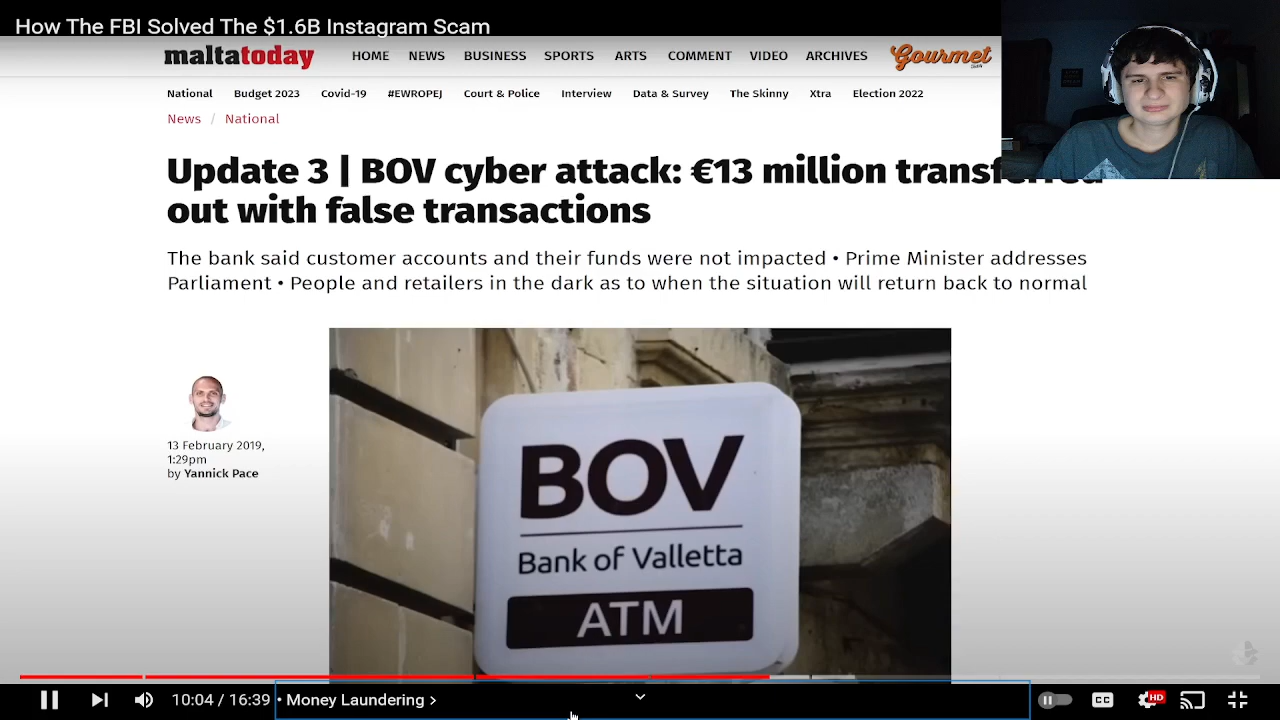 How The FBI Solved The $1.6B Instagram Scam
maltatoday HOME NEWS BUSINESS SPORTS ARTS COMMENT VIDEO ARCHIVES Gourmet
National Budget 2023 Covid-19 #EWROPEJ Court & Police Interview Data & Survey The Skinny Xtra Election 2022
News / National
Update 3 | BOV cyber attack: €13 million transferred
out with false transactions
The bank said customer accounts and their funds were not impacted • Prime Minister addresses
Parliament • People and retailers in the dark as to when the situation will return back to normal
13 February 2019,
1:29pm
by Yannick Pace
BOV
Bank of Valletta
ATM
10:04 / 16:39 • Money Laundering >
CC
HD